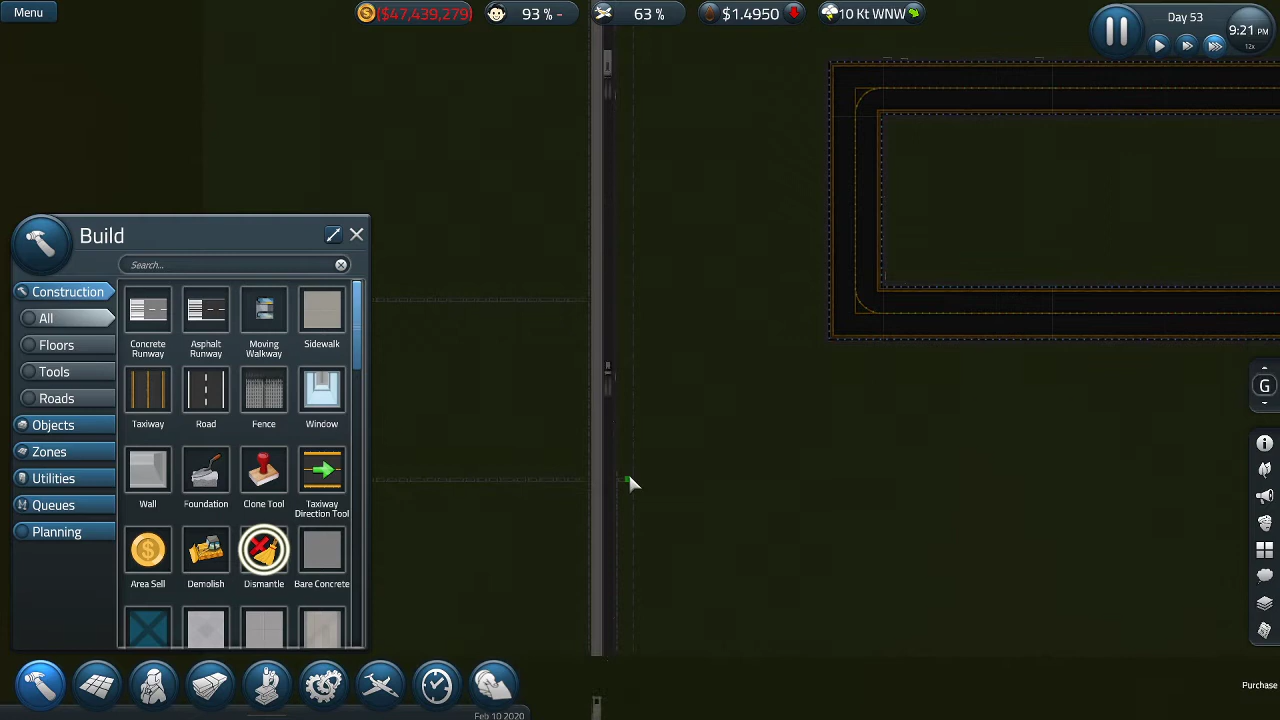 Menu
($47,439,279)
93 % -
63 %
$1.4950
10 Kt WNW
Day 53
9:21 PM
12x
Build
Search...
Construction
All
Floors
Tools
Roads
Objects
Zones
Utilities
Queues
Planning
Concrete Runway
Asphalt Runway
Moving Walkway
Sidewalk
Taxiway
Road
Fence
Window
Wall
Foundation
Clone Tool
Taxiway Direction Tool
Area Sell
Demolish
Dismantle
Bare Concrete
G
Purchase
Feb 10 2020